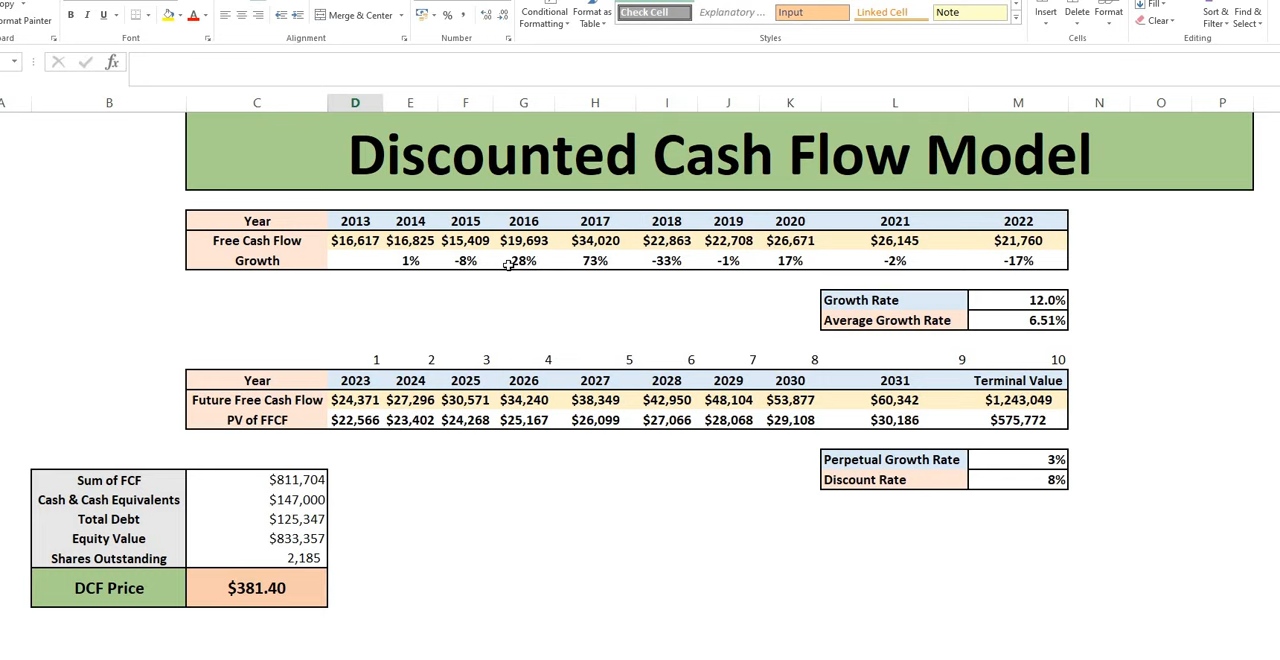 opy
ormat Painter
B I U A
Merge & Center
% ,
Conditional Formatting
Format as Table
Check Cell
Explanatory ...
Input
Linked Cell
Note
Insert
Delete
Format
Fill
Clear
Sort & Filter
Find & Select
ard
Font
Alignment
Number
Styles
Cells
Editing
fx
A B C D E F G H I J K L M N O P
Discounted Cash Flow Model
Year 2013 2014 2015 2016 2017 2018 2019 2020 2021 2022
Free Cash Flow $16,617 $16,825 $15,409 $19,693 $34,020 $22,863 $22,708 $26,671 $26,145 $21,760
Growth 1% -8% 28% 73% -33% -1% 17% -2% -17%
Growth Rate 12.0%
Average Growth Rate 6.51%
1 2 3 4 5 6 7 8 9 10
Year 2023 2024 2025 2026 2027 2028 2029 2030 2031 Terminal Value
Future Free Cash Flow $24,371 $27,296 $30,571 $34,240 $38,349 $42,950 $48,104 $53,877 $60,342 $1,243,049
PV of FFCF $22,566 $23,402 $24,268 $25,167 $26,099 $27,066 $28,068 $29,108 $30,186 $575,772
Perpetual Growth Rate 3%
Discount Rate 8%
Sum of FCF $811,704
Cash & Cash Equivalents $147,000
Total Debt $125,347
Equity Value $833,357
Shares Outstanding 2,185
DCF Price $381.40